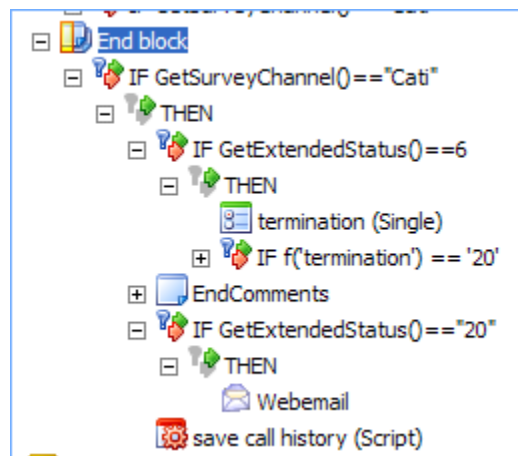 End block
IF GetSurveyChannel()=="Cati"
THEN
IF GetExtendedStatus()==6
THEN
termination (Single)
IF f('termination') == '20'
EndComments
IF GetExtendedStatus()=="20"
THEN
Webemail
save call history (Script)